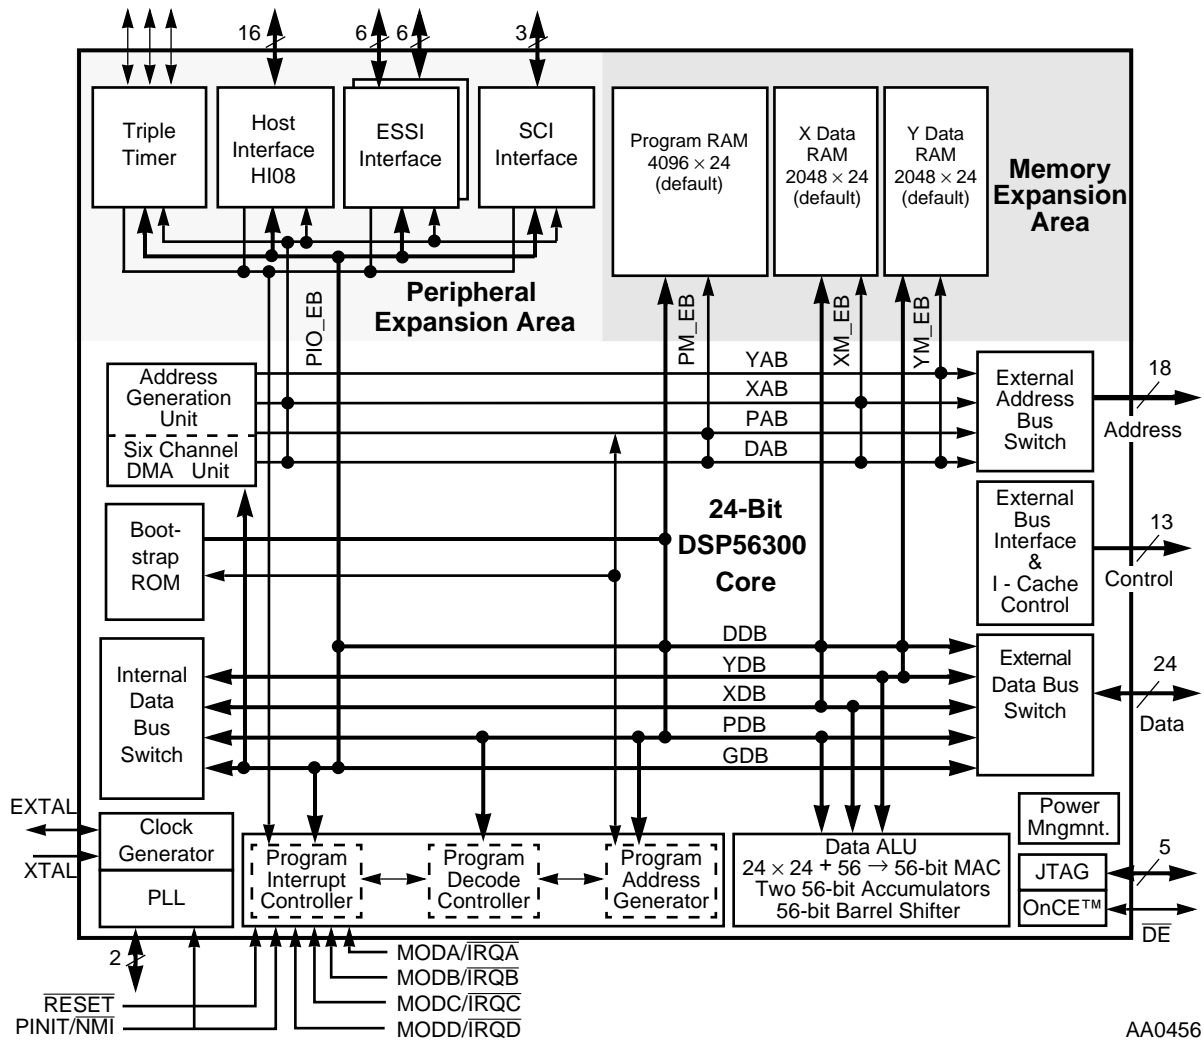 16
6
6
3
Triple
Timer
Host
Interface
HI08
ESSI
Interface
SCI
Interface
Program RAM
4096 × 24
(default)
X Data
RAM
2048 × 24
(default)
Y Data
RAM
2048 × 24
(default)
Memory
Expansion
Area
Peripheral
Expansion Area
PIO_EB
PM_EB
XM_EB
YM_EB
Address
Generation
Unit
Six Channel
DMA Unit
YAB
XAB
PAB
DAB
External
Address
Bus
Switch
18
Address
Boot-
strap
ROM
24-Bit
DSP56300
Core
External
Bus
Interface
&
I - Cache
Control
13
Control
Internal
Data
Bus
Switch
DDB
YDB
XDB
PDB
GDB
External
Data Bus
Switch
24
Data
EXTAL
XTAL
Clock
Generator
PLL
2
Program
Interrupt
Controller
Program
Decode
Controller
Program
Address
Generator
Data ALU
24 × 24 + 56 → 56-bit MAC
Two 56-bit Accumulators
56-bit Barrel Shifter
Power
Mngmnt.
JTAG
OnCE™
5
DE
MODA/IRQA
MODB/IRQB
MODC/IRQC
MODD/IRQD
RESET
PINIT/NMI
AA0456